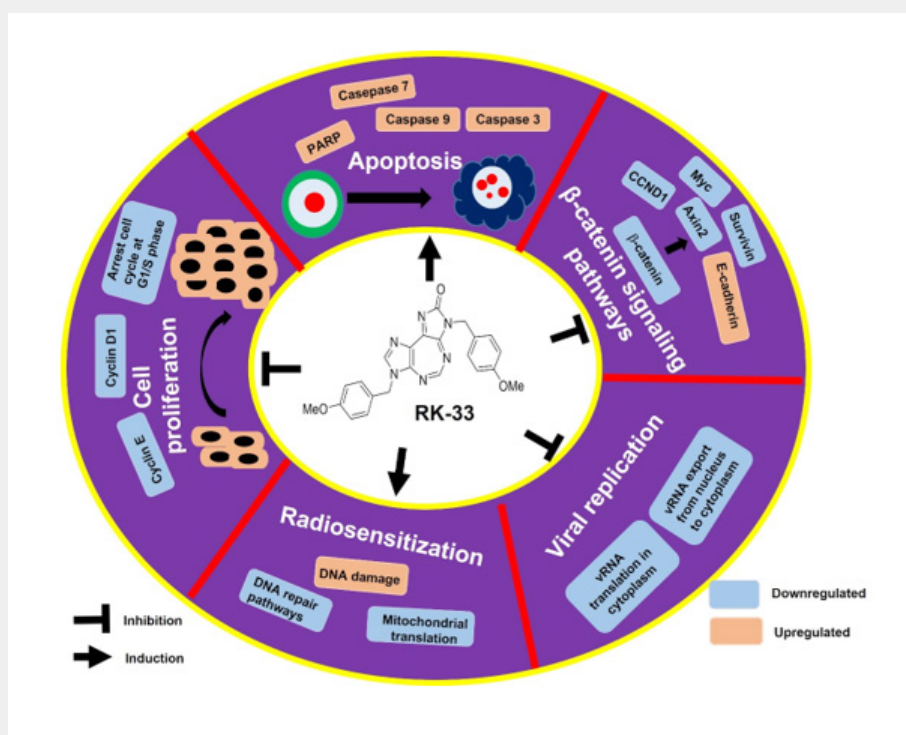 Casepase 7
Caspase 9
Caspase 3
PARP
Apoptosis
CCND1
Myc
Axin2
Survivin
β-catenin
E-cadherin
β-catenin signaling
pathways
Arrest cell
cycle at
G1/S phase
Cyclin D1
Cyclin E
Cell
proliferation
O
N
N
N
N
N
N
N
MeO
OMe
RK-33
Viral replication
vRNA export
from nucleus
to cytoplasm
vRNA
translation in
cytoplasm
Radiosensitization
DNA damage
DNA repair
pathways
Mitochondrial
translation
Inhibition
Induction
Downregulated
Upregulated